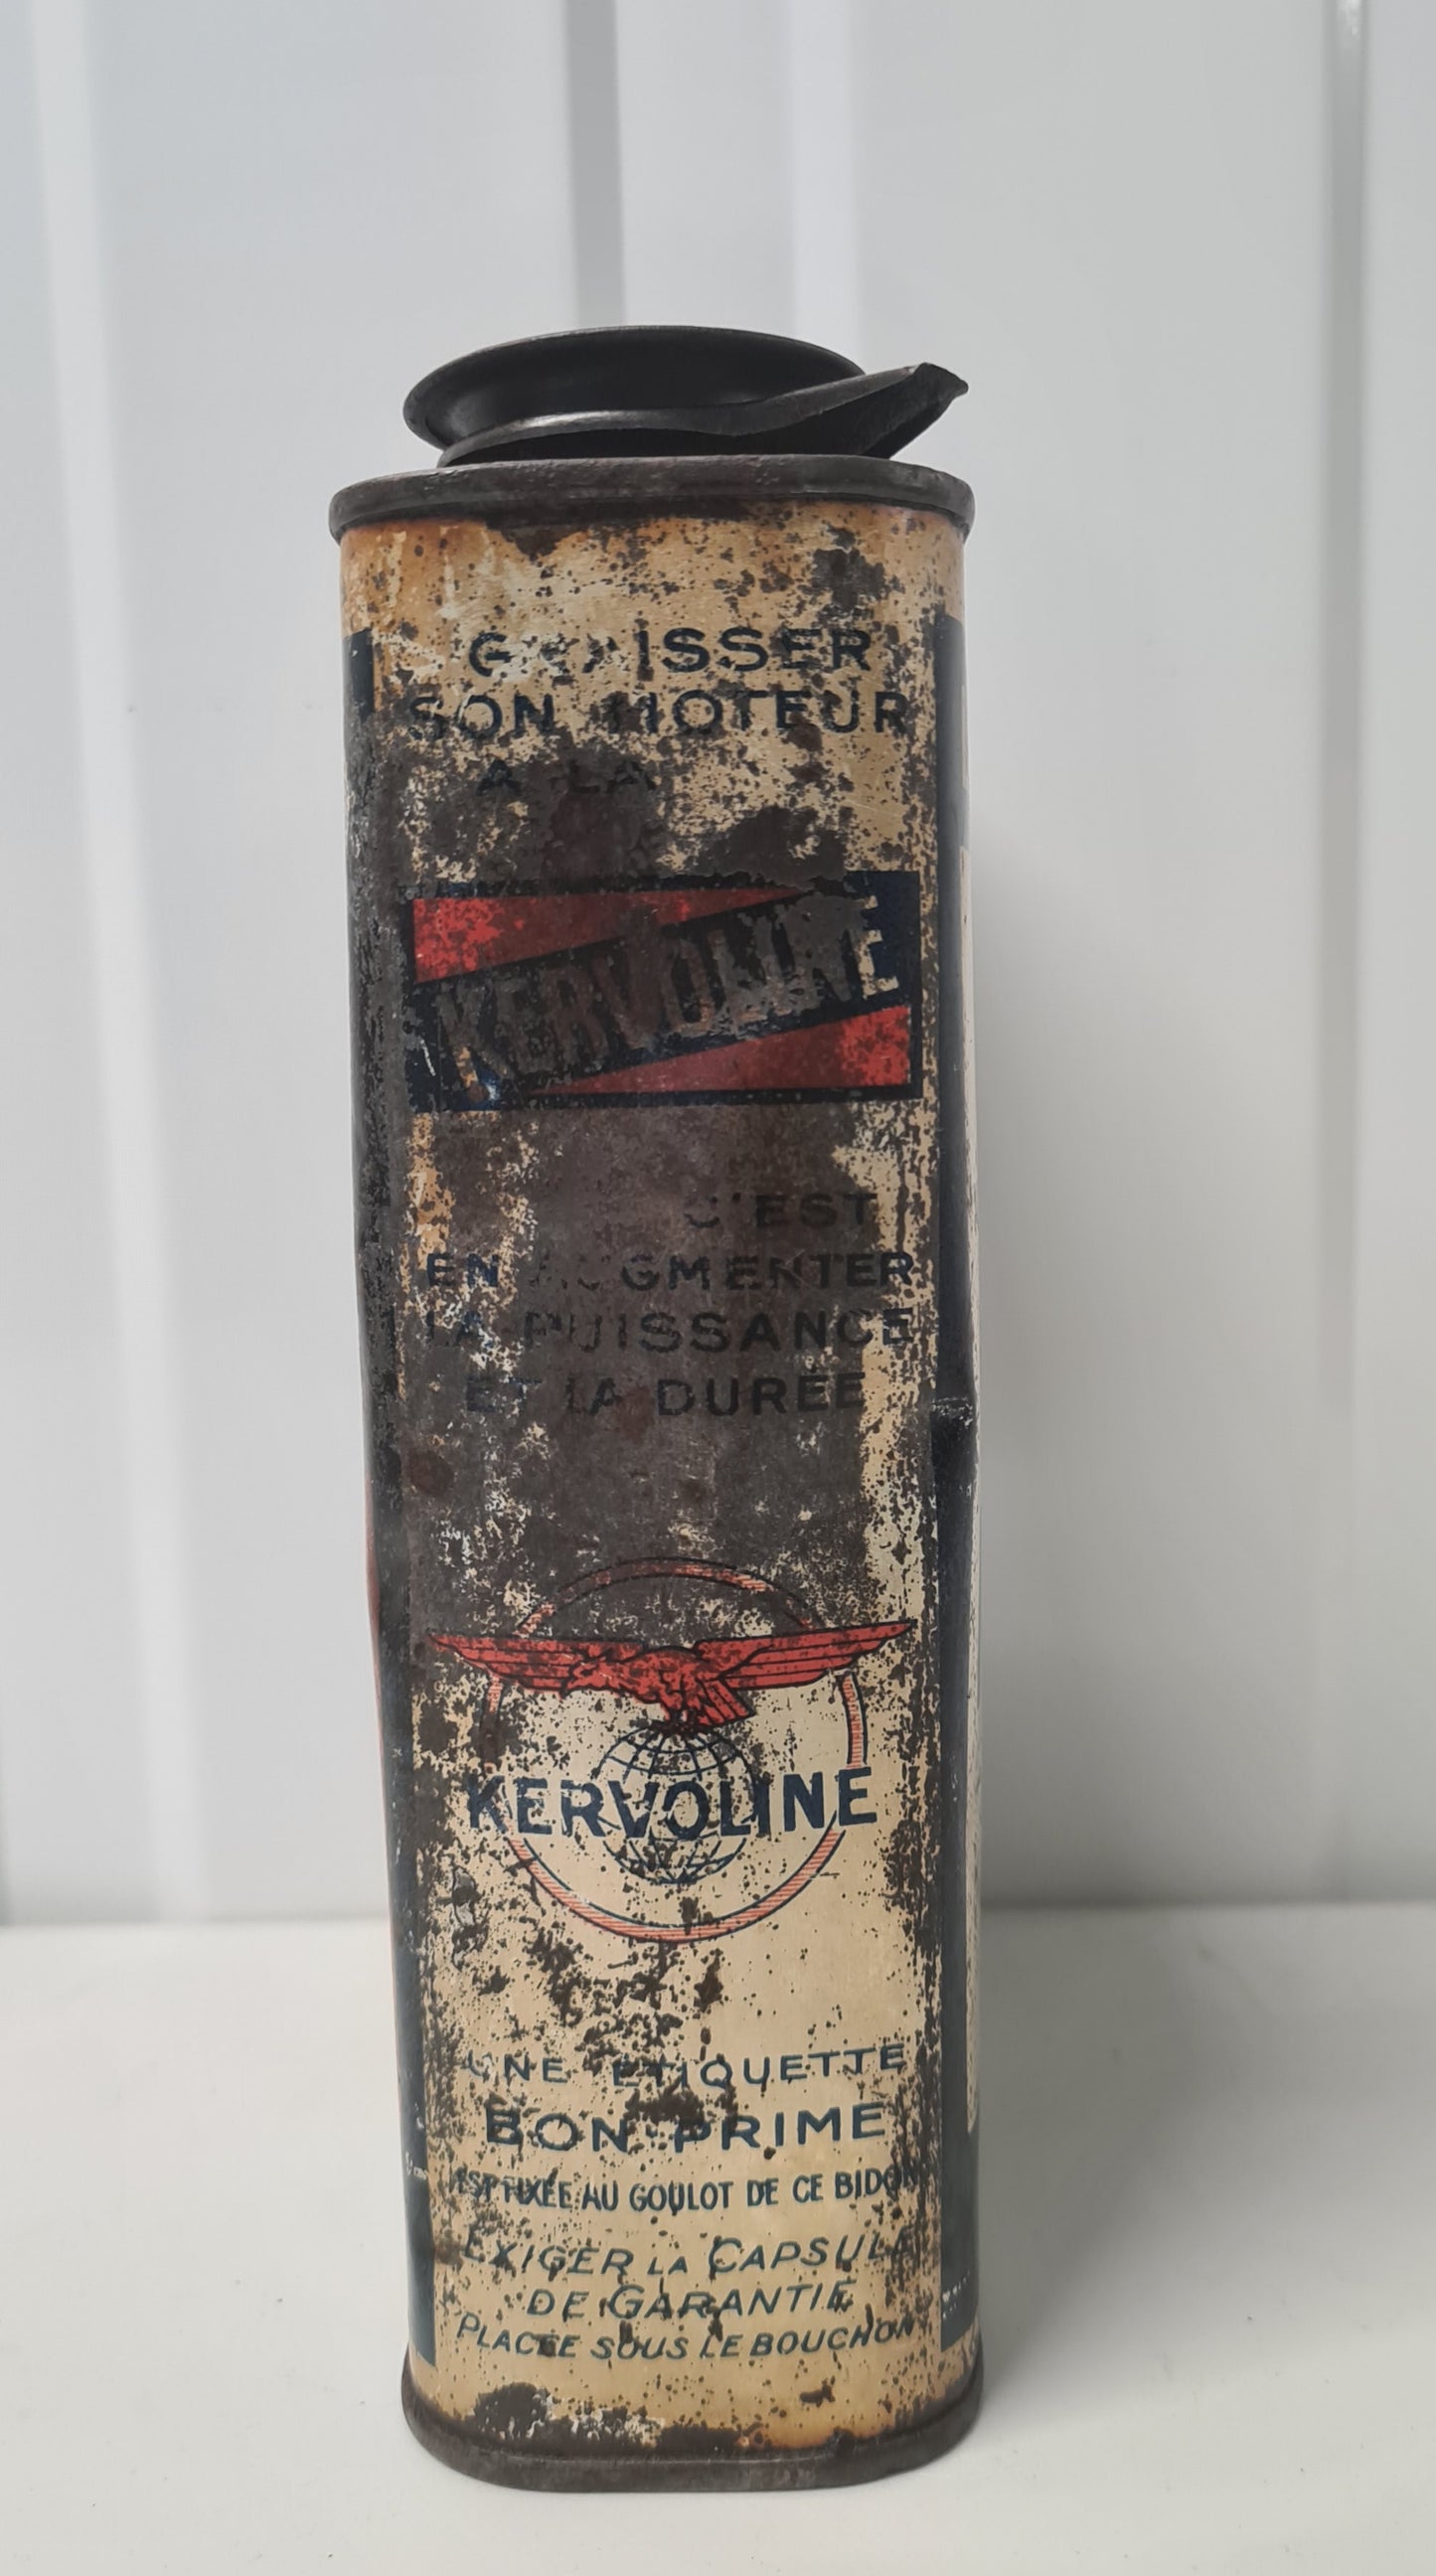 GRAISSER
SON MOTEUR
A LA
KERVOLINE
C'EST
EN AUGMENTER
LA PUISSANCE
ET LA DURÉE
KERVOLINE
UNE ETIQUETTE
BON-PRIME
EST FIXÉE AU GOULOT DE CE BIDON
EXIGER LA CAPSULE
DE GARANTIE
PLACÉE SOUS LE BOUCHON